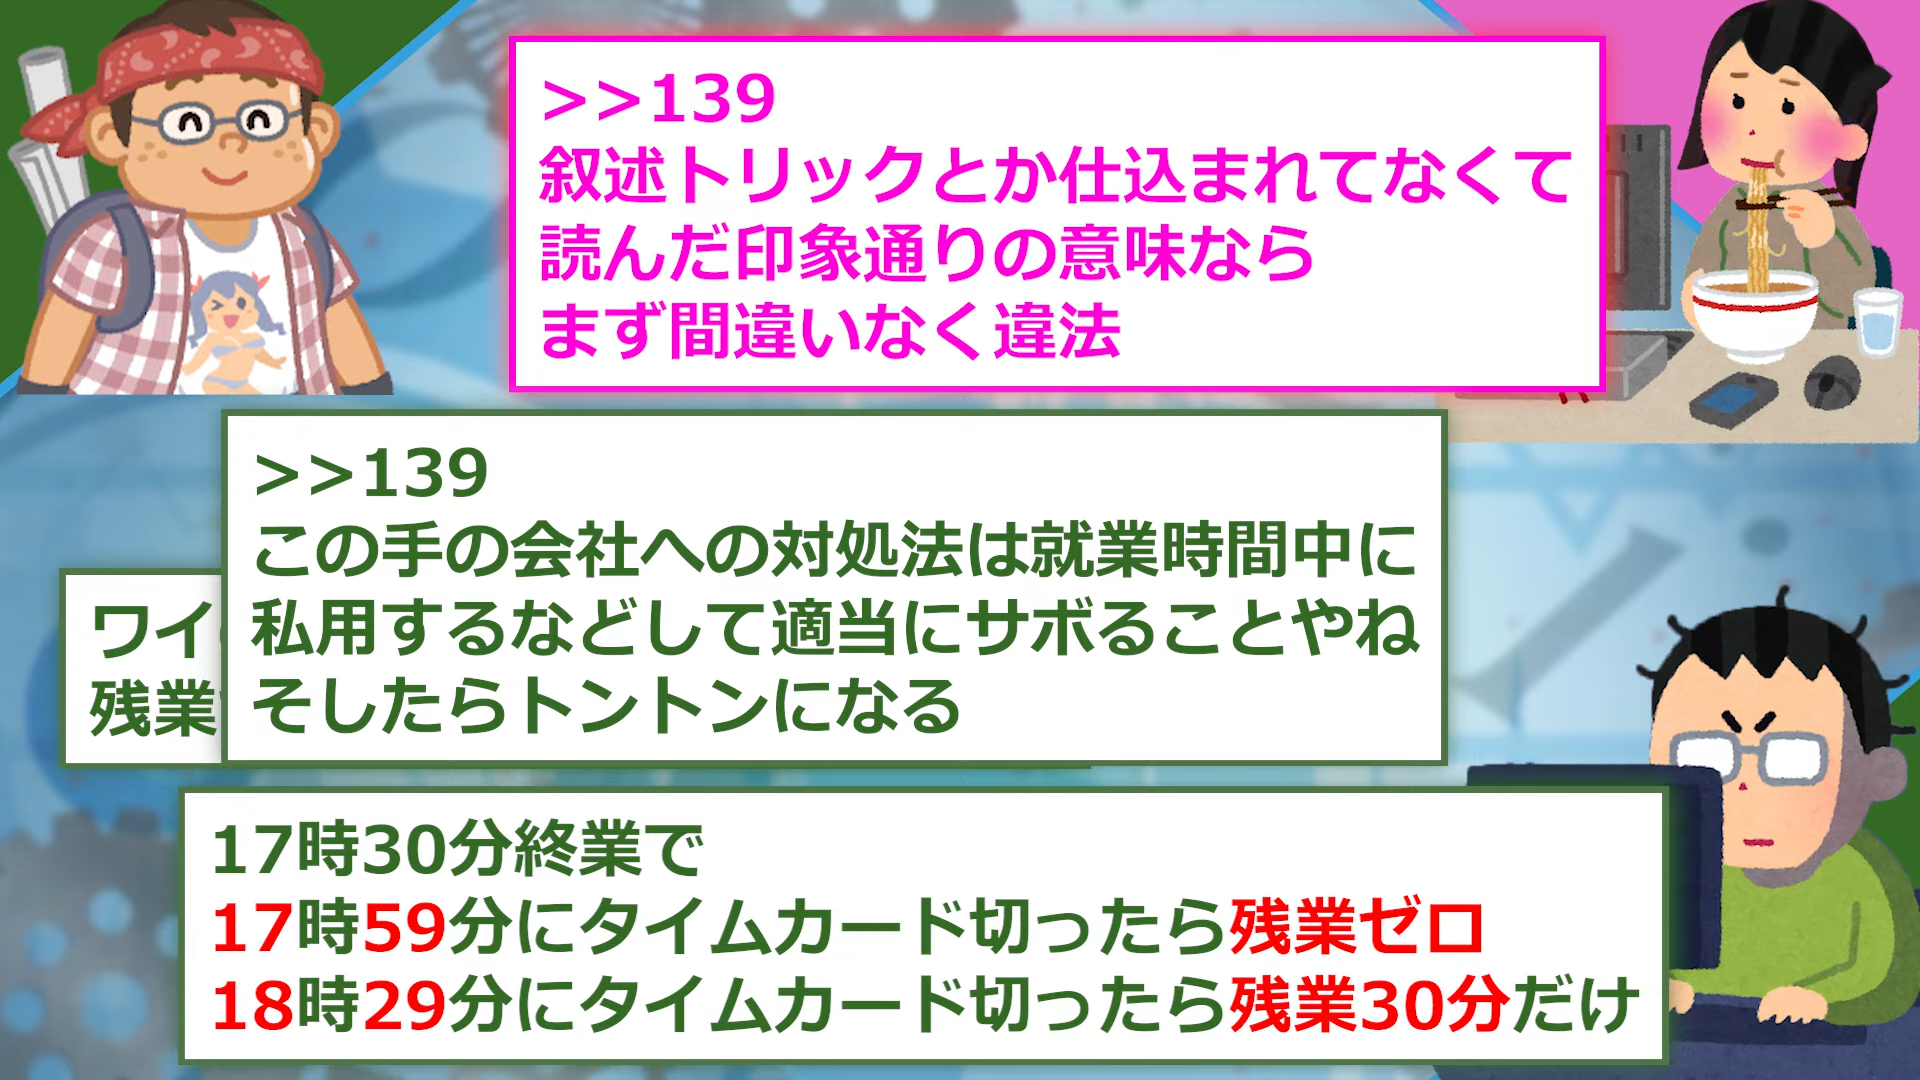 >>139
叙述トリックとか仕込まれてなくて
読んだ印象通りの意味なら
まず間違いなく違法
>>139
この手の会社への対処法は就業時間中に
私用するなどして適当にサボることやね
そしたらトントンになる
ワイ
残業
17時30分終業で
17時59分にタイムカード切ったら残業ゼロ
18時29分にタイムカード切ったら残業30分だけ